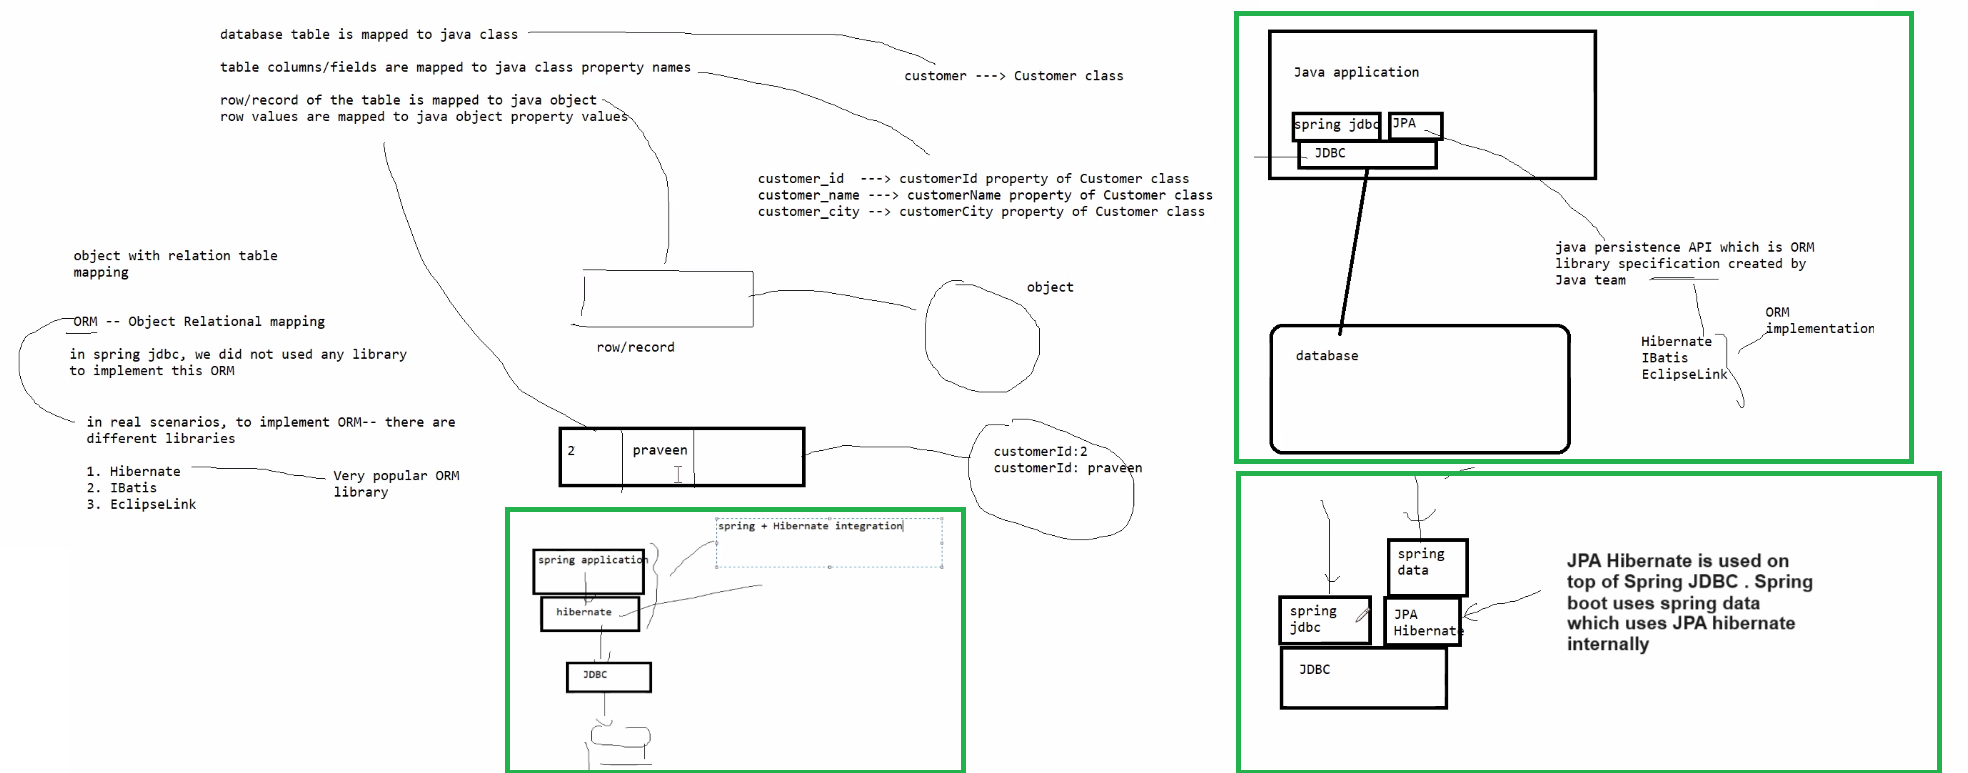 database table is mapped to java class
table columns/fields are mapped to java class property names
row/record of the table is mapped to java object
row values are mapped to java object property values
customer ---> Customer class
customer_id ---> customerId property of Customer class
customer_name ---> customerName property of Customer class
customer_city --> customerCity property of Customer class
object with relation table
mapping
ORM -- Object Relational mapping
in spring jdbc, we did not used any library
to implement this ORM
in real scenarios, to implement ORM-- there are
different libraries
1. Hibernate
2. IBatis
3. EclipseLink
Very popular ORM
library
row/record
object
2
praveen
customerId:2
customerId: praveen
spring + Hibernate integration
spring application
hibernate
JDBC
Java application
spring jdbc
JPA
JDBC
java persistence API which is ORM
library specification created by
Java team
ORM
implementation
Hibernate
IBatis
EclipseLink
database
spring
data
spring
jdbc
JPA
Hibernate
JDBC
JPA Hibernate is used on
top of Spring JDBC . Spring
boot uses spring data
which uses JPA hibernate
internally